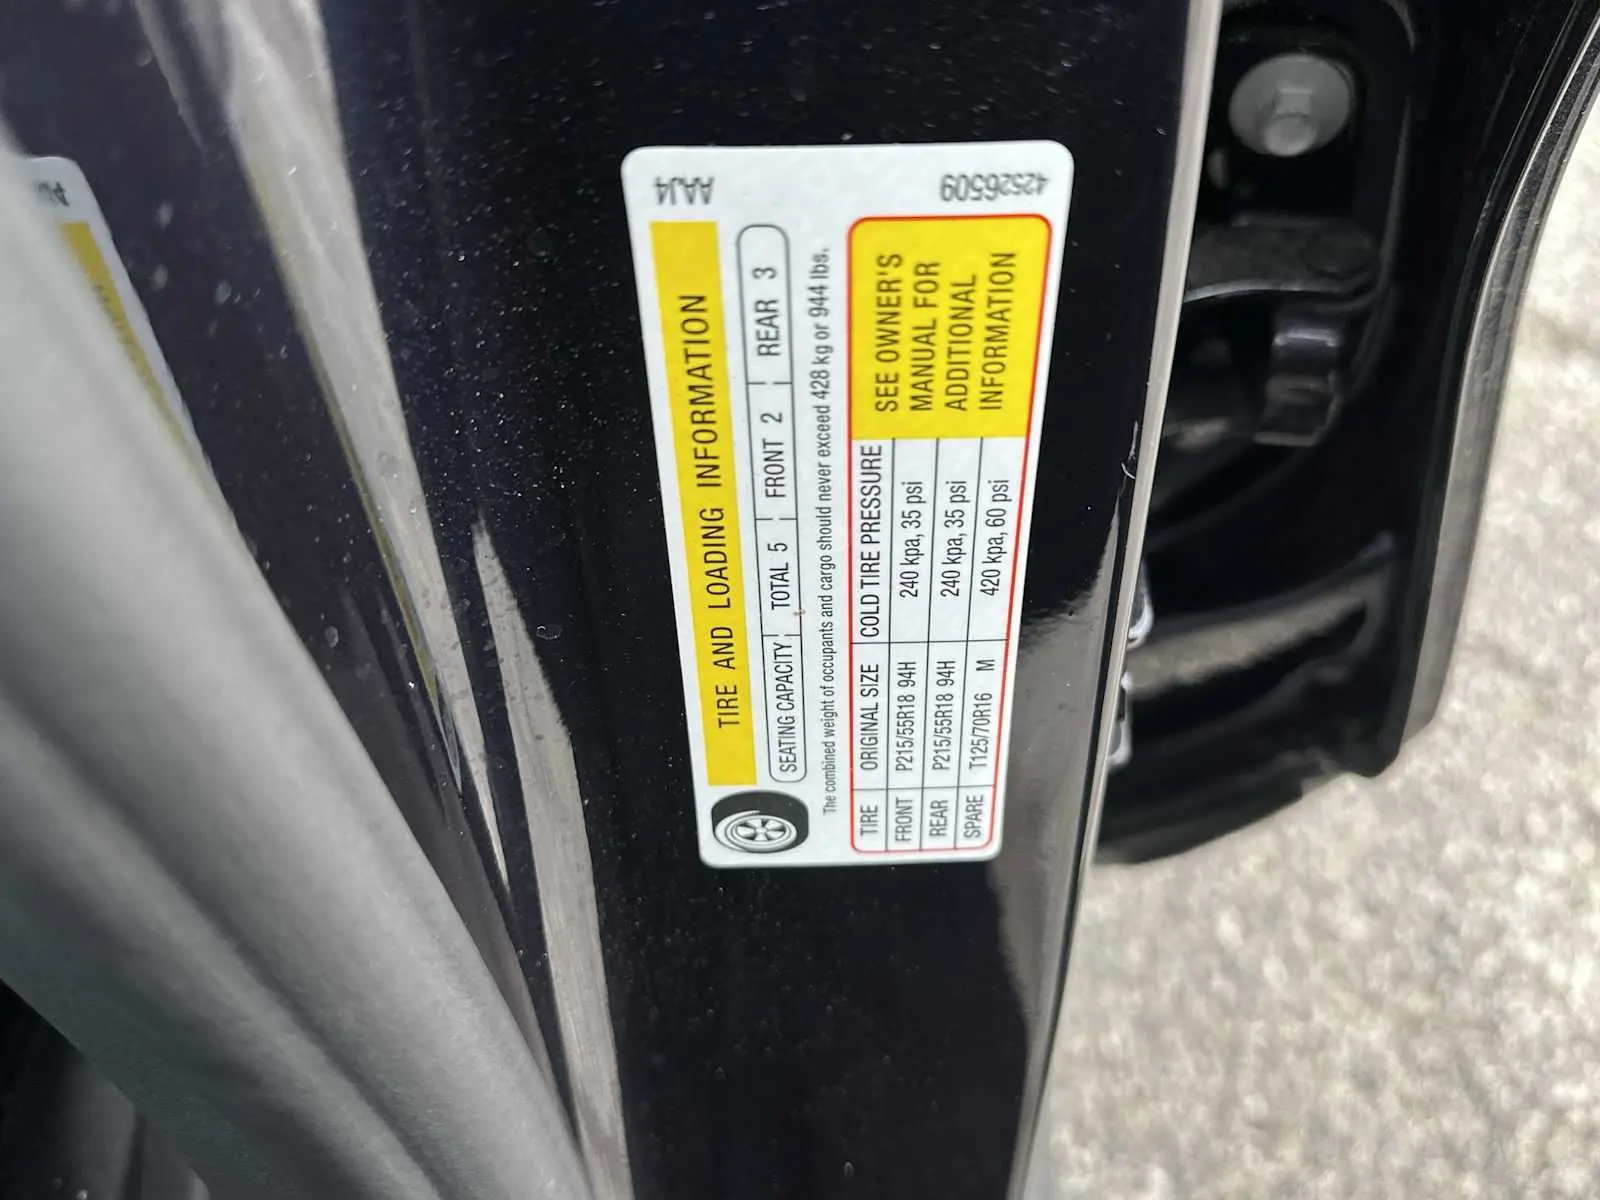 AAJ4
42526509
TIRE AND LOADING INFORMATION
SEATING CAPACITY TOTAL 5 FRONT 2 REAR 3
The combined weight of occupants and cargo should never exceed 428 kg or 944 lbs.
TIRE ORIGINAL SIZE COLD TIRE PRESSURE
FRONT P215/55R18 94H 240 kpa, 35 psi
REAR P215/55R18 94H 240 kpa, 35 psi
SPARE T125/70R16 M 420 kpa, 60 psi
SEE OWNER'S
MANUAL FOR
ADDITIONAL
INFORMATION